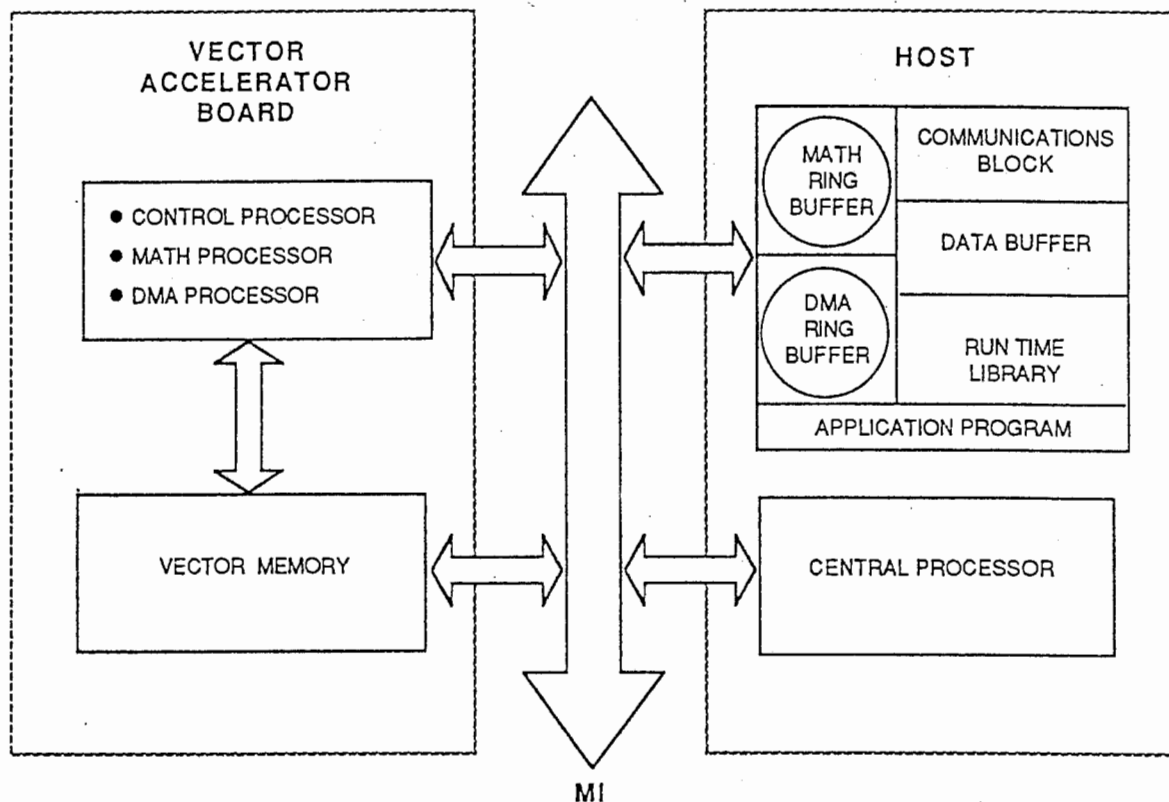 VECTOR
ACCELERATOR
BOARD
● CONTROL PROCESSOR
● MATH PROCESSOR
● DMA PROCESSOR
VECTOR MEMORY
MI
HOST
MATH
RING
BUFFER
COMMUNICATIONS
BLOCK
DATA BUFFER
DMA
RING
BUFFER
RUN TIME
LIBRARY
APPLICATION PROGRAM
CENTRAL PROCESSOR